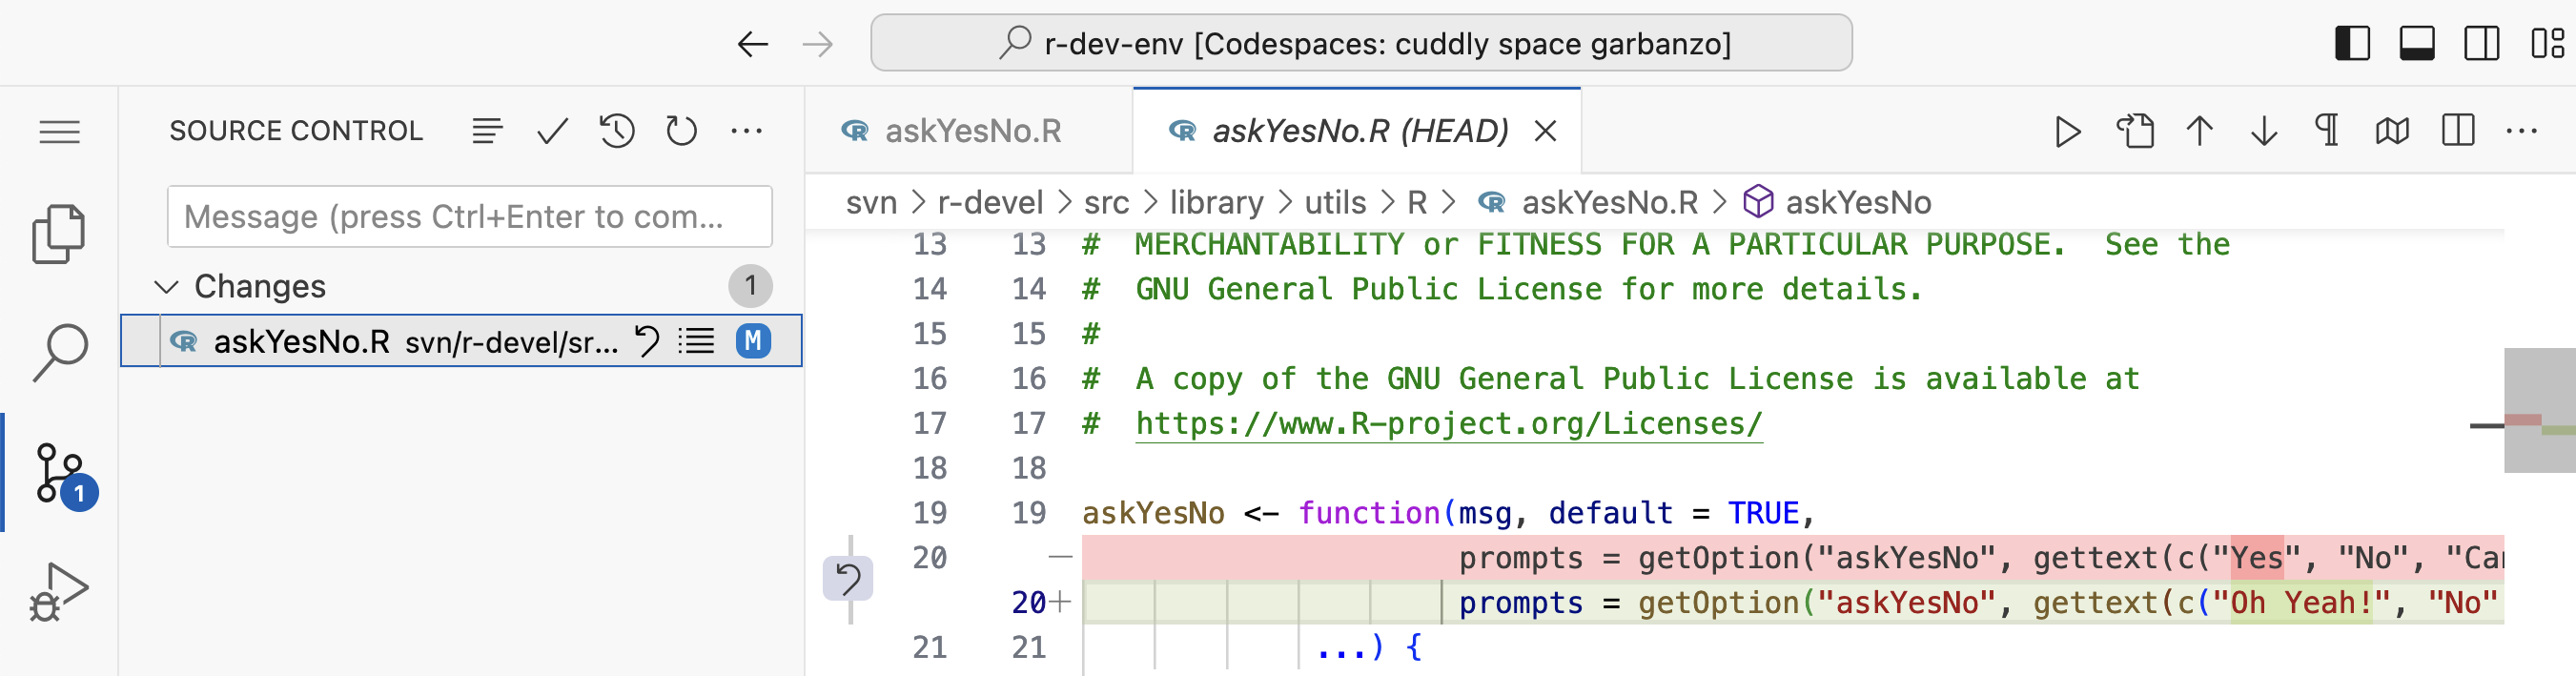 r-dev-env [Codespaces: cuddly space garbanzo]
SOURCE CONTROL
Message (press Ctrl+Enter to com...
Changes 1
askYesNo.R svn/r-devel/sr... M
1
askYesNo.R
askYesNo.R (HEAD)
svn > r-devel > src > library > utils > R > askYesNo.R > askYesNo
13 13 # MERCHANTABILITY or FITNESS FOR A PARTICULAR PURPOSE. See the
14 14 # GNU General Public License for more details.
15 15 #
16 16 # A copy of the GNU General Public License is available at
17 17 # https://www.R-project.org/Licenses/
18 18
19 19 askYesNo <- function(msg, default = TRUE,
20 — prompts = getOption("askYesNo", gettext(c("Yes", "No", "Ca
20+ prompts = getOption("askYesNo", gettext(c("Oh Yeah!", "No"
21 21 ...) {